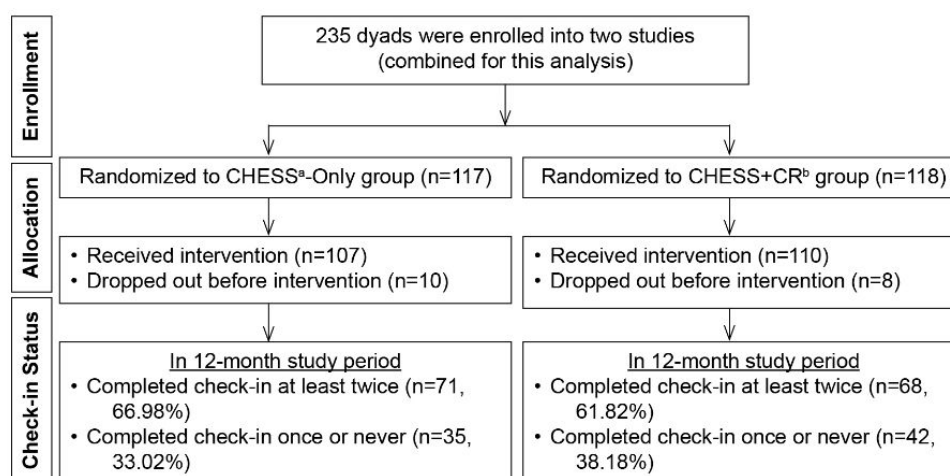 Enrollment
235 dyads were enrolled into two studies
(combined for this analysis)
Allocation
Randomized to CHESSᵃ-Only group (n=117)
Randomized to CHESS+CRᵇ group (n=118)
• Received intervention (n=107)
• Dropped out before intervention (n=10)
• Received intervention (n=110)
• Dropped out before intervention (n=8)
Check-in Status
In 12-month study period
• Completed check-in at least twice (n=71,
66.98%)
• Completed check-in once or never (n=35,
33.02%)
In 12-month study period
• Completed check-in at least twice (n=68,
61.82%)
• Completed check-in once or never (n=42,
38.18%)